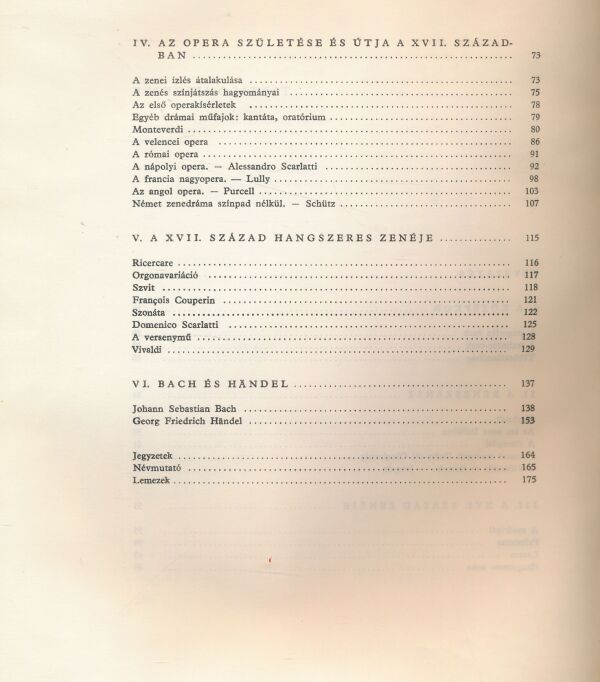 IV. AZ OPERA SZÜLETÉSE ÉS ÚTJA A XVII. SZÁZAD-
BAN 73
A zenei ízlés átalakulása 73
A zenés színjátszás hagyományai 75
Az első operakísérletek 78
Egyéb drámai műfajok: kantáta, oratórium 79
Monteverdi 80
A velencei opera 86
A római opera 91
A nápolyi opera. — Alessandro Scarlatti 92
A francia nagyopera. — Lully 98
Az angol opera. — Purcell 103
Német zenedráma színpad nélkül. — Schütz 107
V. A XVII. SZÁZAD HANGSZERES ZENÉJE 115
Ricercare 116
Orgonavariáció 117
Szvit 118
François Couperin 121
Szonáta 122
Domenico Scarlatti 125
A versenymű 128
Vivaldi 129
VI. BACH ÉS HÄNDEL 137
Johann Sebastian Bach 138
Georg Friedrich Händel 153
Jegyzetek 164
Névmutató 165
Lemezek 175